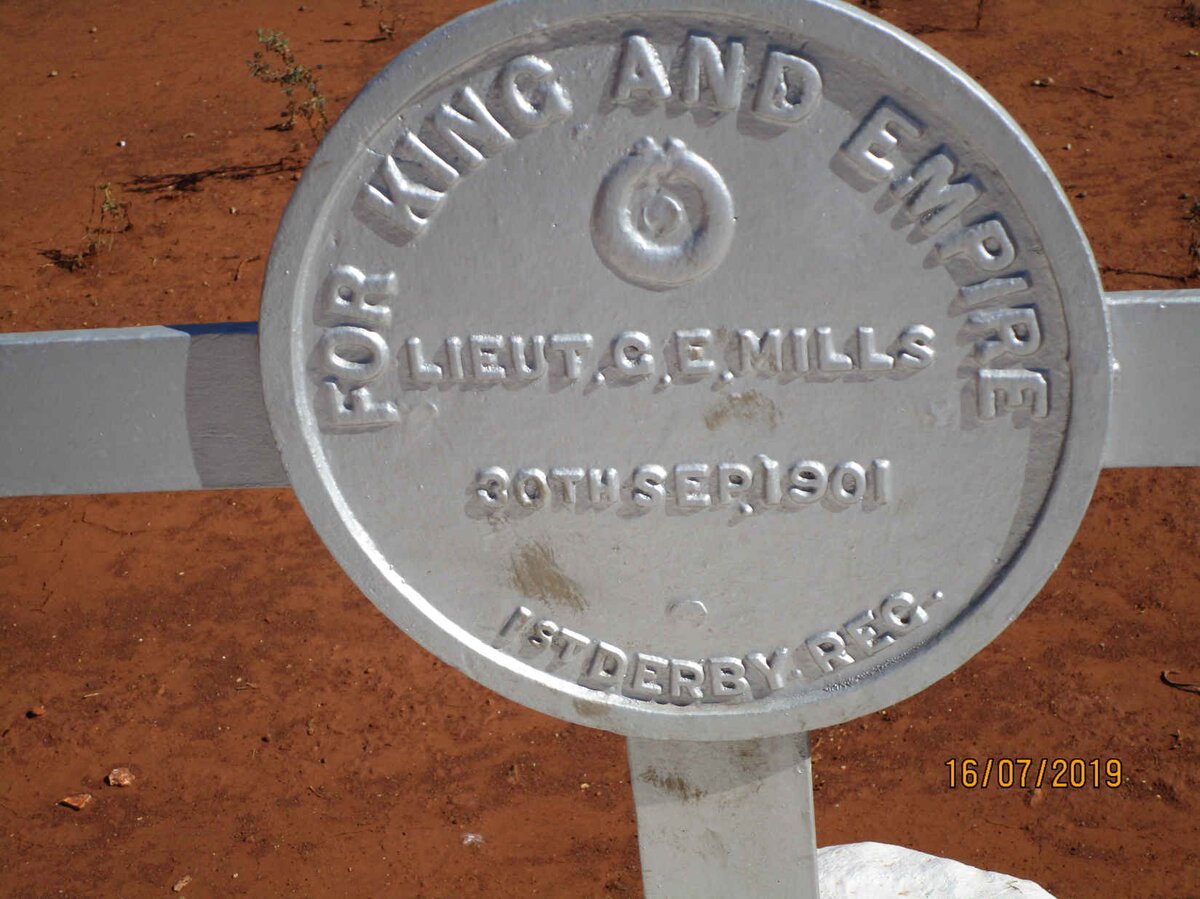 FOR KING AND EMPIRE
LIEUT, G, E, MILLS
30TH SEP, 1901
1ST DERBY. REG.
16/07/2019